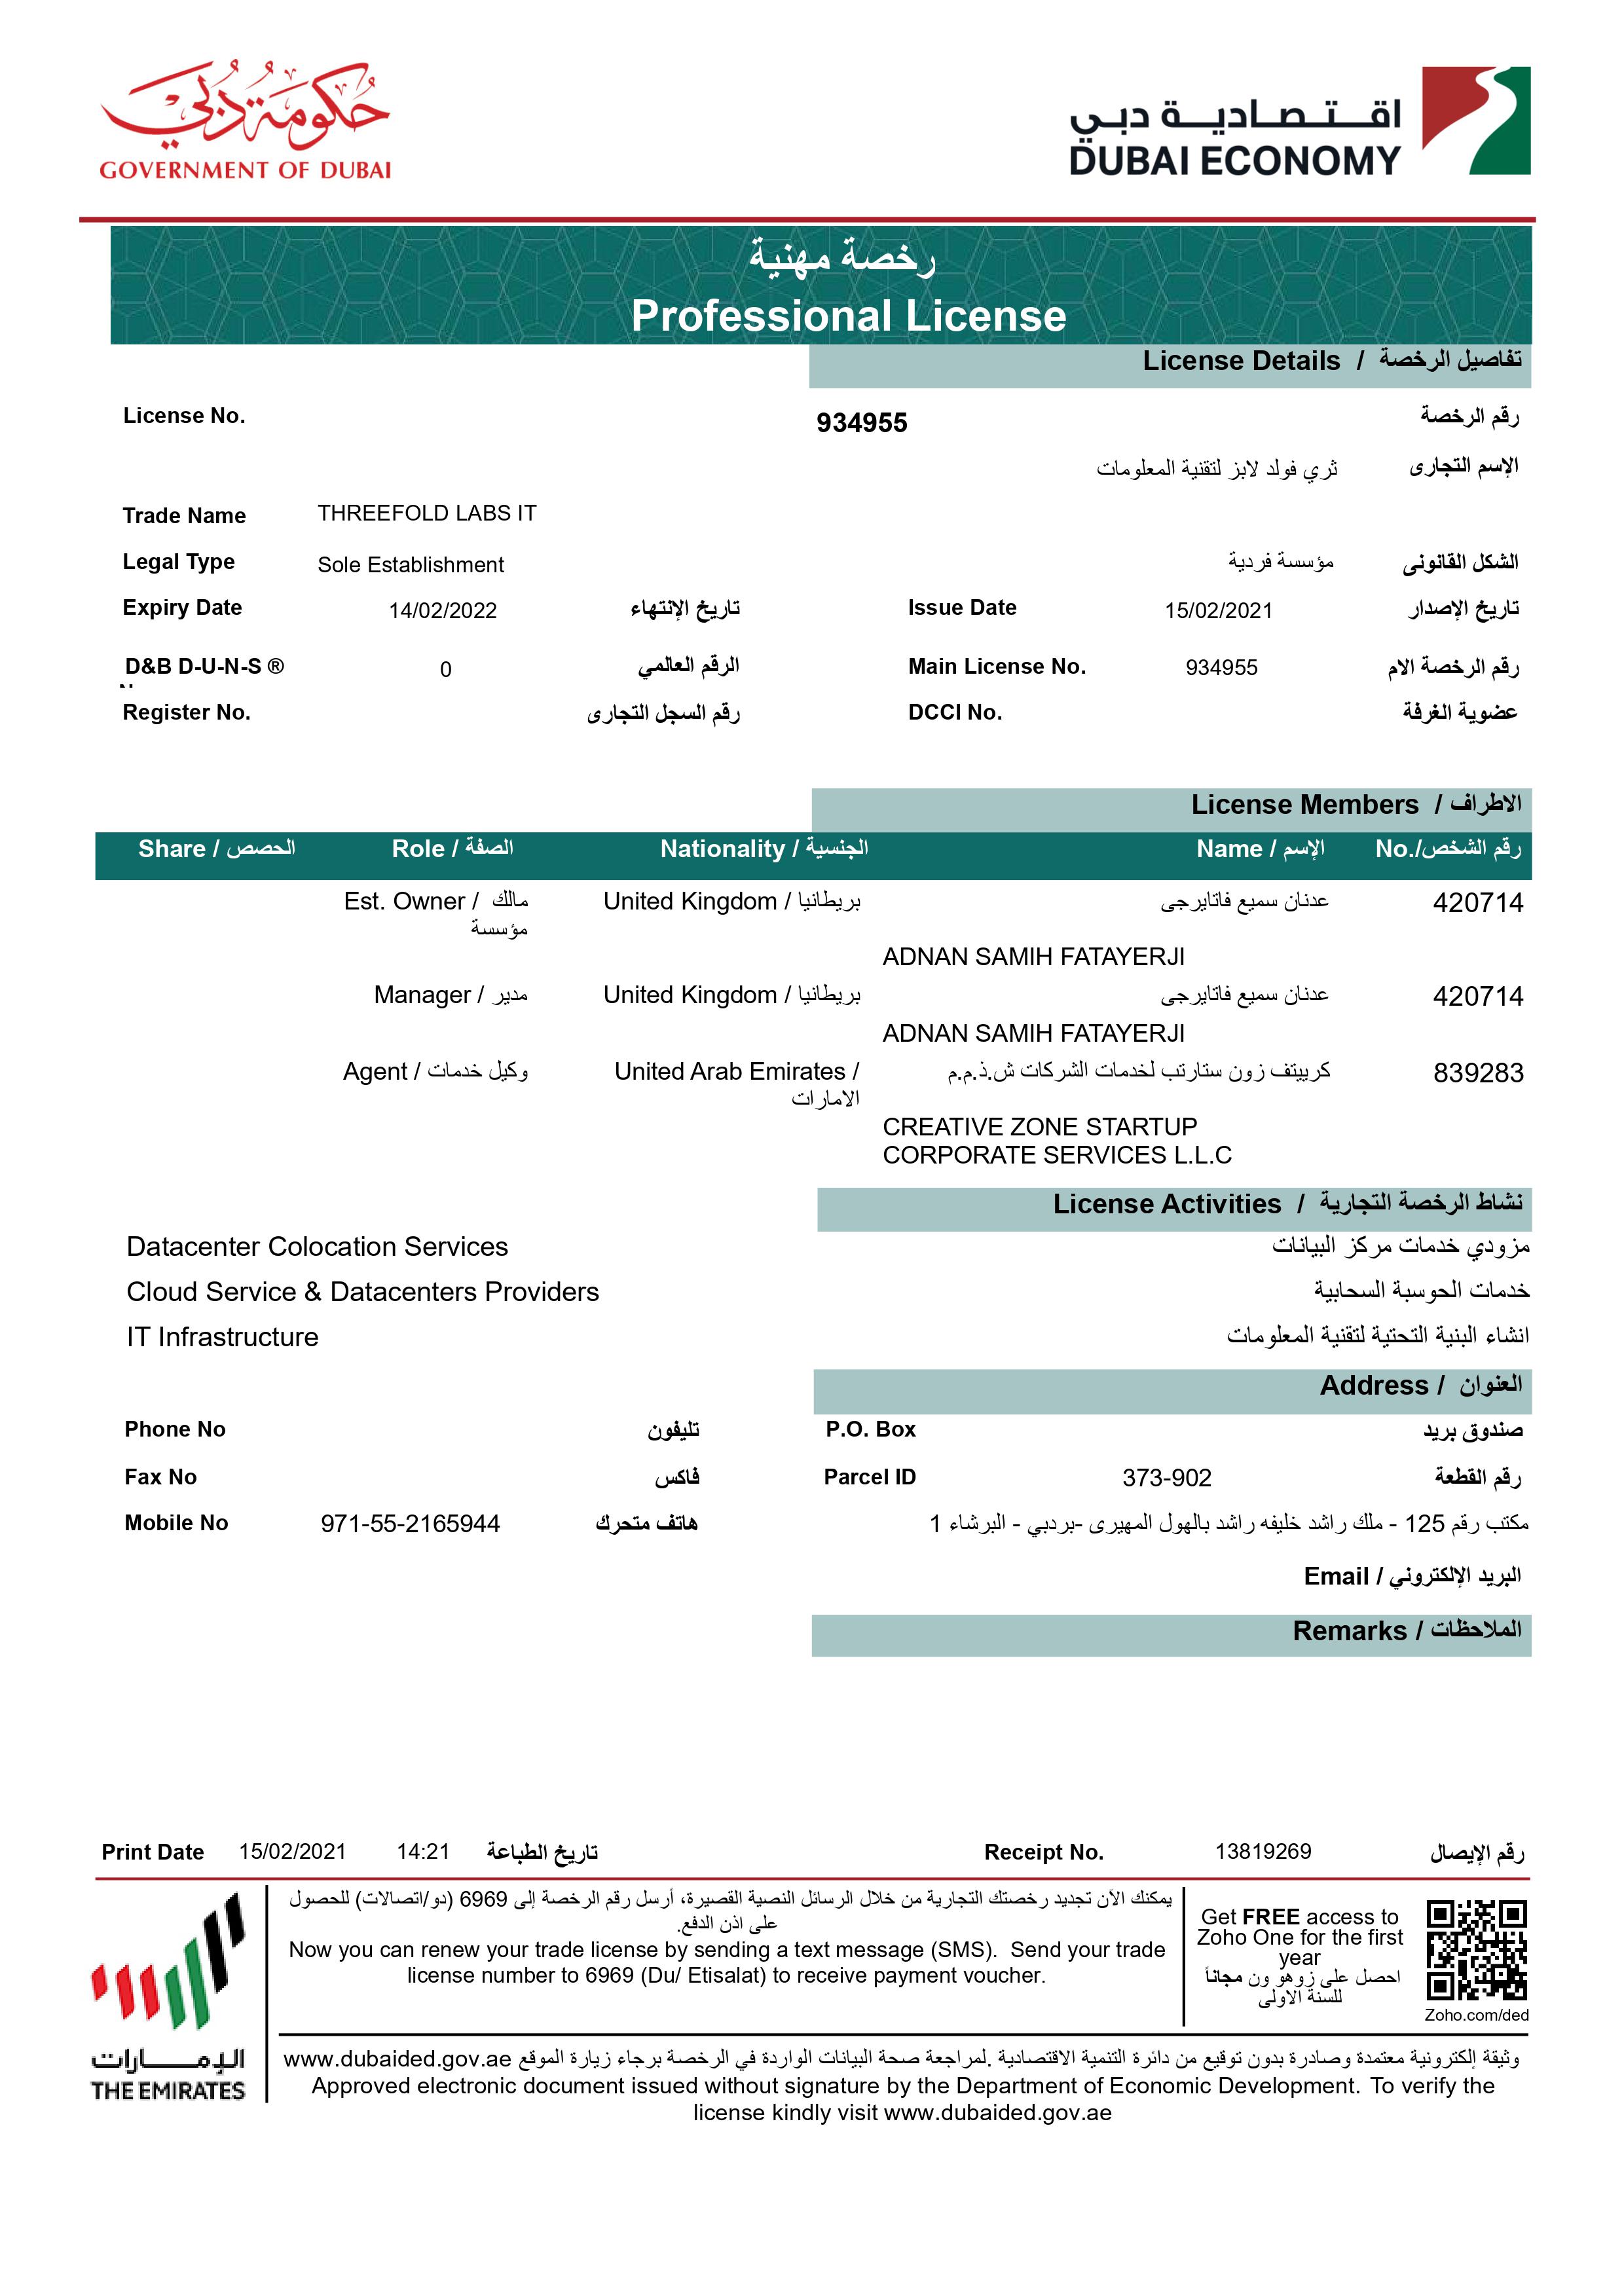 حكومة دبي
GOVERNMENT OF DUBAI
اقتصادية دبي
DUBAI ECONOMY
رخصة مهنية
Professional License
License Details / تفاصيل الرخصة
License No. 934955 رقم الرخصة
ثري فولد لابز لتقنية المعلومات الإسم التجارى
Trade Name THREEFOLD LABS IT
Legal Type Sole Establishment مؤسسة فردية الشكل القانونى
Expiry Date 14/02/2022 تاريخ الإنتهاء Issue Date 15/02/2021 تاريخ الإصدار
D&B D-U-N-S ® 0 الرقم العالمي Main License No. 934955 رقم الرخصة الام
Register No. رقم السجل التجارى DCCI No. عضوية الغرفة
License Members / الاطراف
Share / الحصص Role / الصفة Nationality / الجنسية Name / الإسم No./رقم الشخص
Est. Owner / مالك United Kingdom / بريطانيا عدنان سميع فاتايرجى 420714
مؤسسة
ADNAN SAMIH FATAYERJI
Manager / مدير United Kingdom / بريطانيا عدنان سميع فاتايرجى 420714
ADNAN SAMIH FATAYERJI
Agent / وكيل خدمات United Arab Emirates / كرييتف زون ستارتب لخدمات الشركات ش.ذ.م.م 839283
الامارات
CREATIVE ZONE STARTUP
CORPORATE SERVICES L.L.C
License Activities / نشاط الرخصة التجارية
Datacenter Colocation Services مزودي خدمات مركز البيانات
Cloud Service & Datacenters Providers خدمات الحوسبة السحابية
IT Infrastructure انشاء البنية التحتية لتقنية المعلومات
Address / العنوان
Phone No تليفون P.O. Box صندوق بريد
Fax No فاكس Parcel ID 373-902 رقم القطعة
Mobile No 971-55-2165944 هاتف متحرك مكتب رقم 125 - ملك راشد خليفه راشد بالهول المهيرى -بردبي - البرشاء 1
Email / البريد الإلكتروني
Remarks / الملاحظات
Print Date 15/02/2021 14:21 تاريخ الطباعة Receipt No. 13819269 رقم الإيصال
يمكنك الآن تجديد رخصتك التجارية من خلال الرسائل النصية القصيرة، أرسل رقم الرخصة إلى 6969 (دو/اتصالات) للحصول
على اذن الدفع.
Now you can renew your trade license by sending a text message (SMS). Send your trade
license number to 6969 (Du/ Etisalat) to receive payment voucher.
Get FREE access to
Zoho One for the first
year
احصل على زوهو ون مجاناً
للسنة الاولى
Zoho.com/ded
الإمارات
THE EMIRATES
وثيقة إلكترونية معتمدة وصادرة بدون توقيع من دائرة التنمية الاقتصادية .لمراجعة صحة البيانات الواردة في الرخصة برجاء زيارة الموقع www.dubaided.gov.ae
Approved electronic document issued without signature by the Department of Economic Development. To verify the
license kindly visit www.dubaided.gov.ae